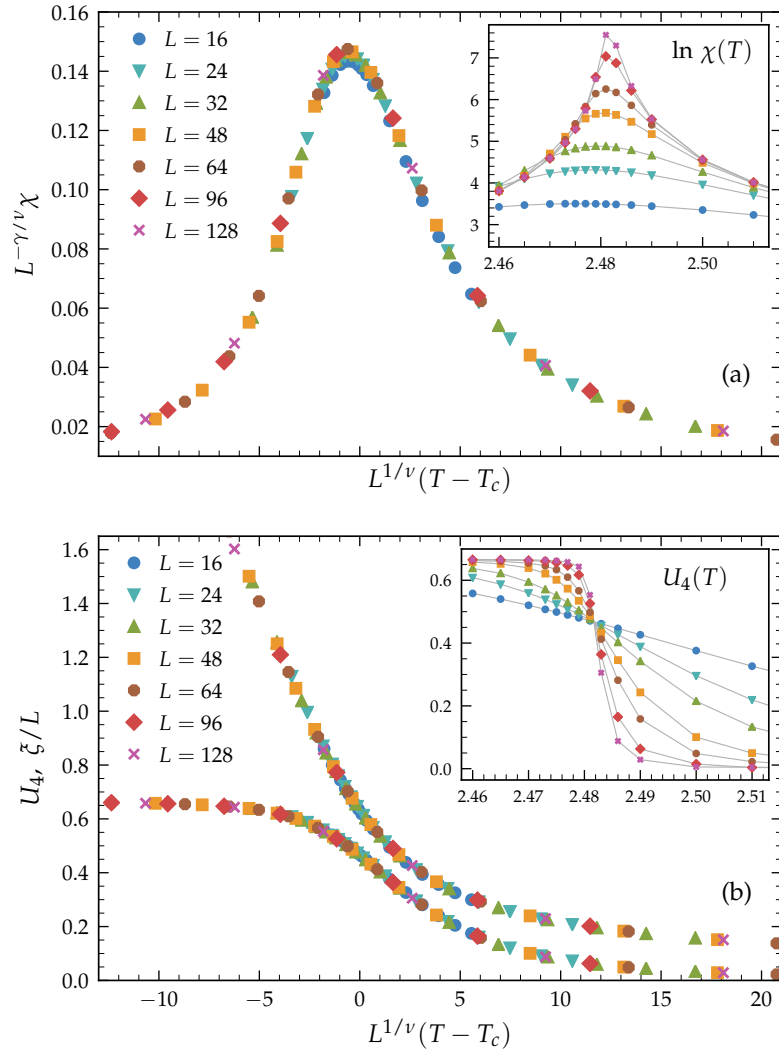 (a)
L = 16
L = 24
L = 32
L = 48
L = 64
L = 96
L = 128
0.14
0.12
0.10
0.08
0.06
0.04
0.02
L^{−γ/ν}χ
L^{1/ν}(T − T_c)
ln χ(T)
7
6
5
4
3
2.46 2.48 2.50
(b)
L = 16
L = 24
L = 32
L = 48
L = 64
L = 96
L = 128
1.6
1.4
1.2
1.0
0.8
0.6
0.4
0.2
0.0
U_4, ξ/L
−10 −5 0 5 10 15 20
L^{1/ν}(T − T_c)
U_4(T)
0.6
0.4
0.2
0.0
2.46 2.47 2.48 2.49 2.50 2.51